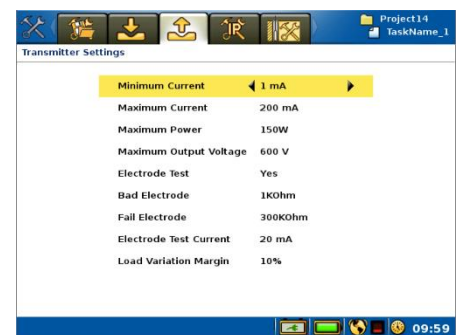 Project14
TaskName_1
Transmitter Settings
Minimum Current 1 mA
Maximum Current 200 mA
Maximum Power 150W
Maximum Output Voltage 600 V
Electrode Test Yes
Bad Electrode 1KOhm
Fail Electrode 300KOhm
Electrode Test Current 20 mA
Load Variation Margin 10%
09:59